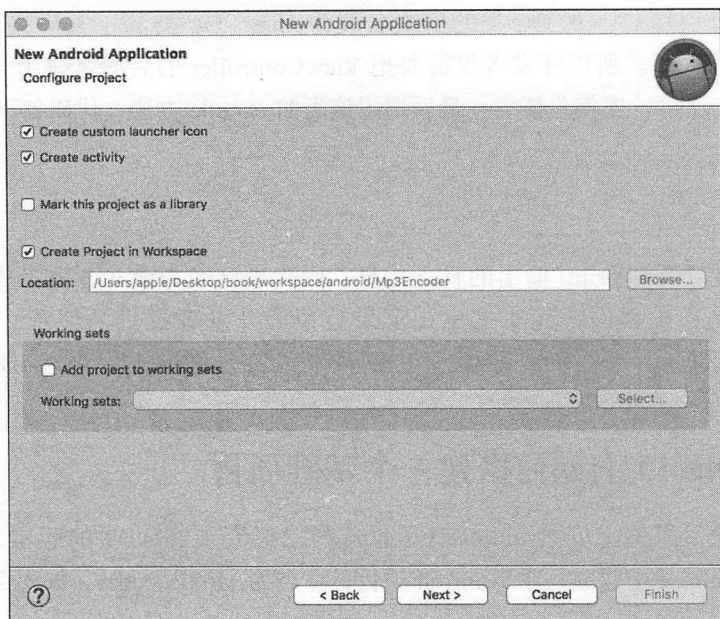 New Android Application
New Android Application
Configure Project
Create custom launcher icon
Create activity
Mark this project as a library
Create Project in Workspace
Location: /Users/apple/Desktop/book/workspace/android/Mp3Encoder Browse...
Working sets
Add project to working sets
Working sets: Select...
? < Back Next > Cancel Finish